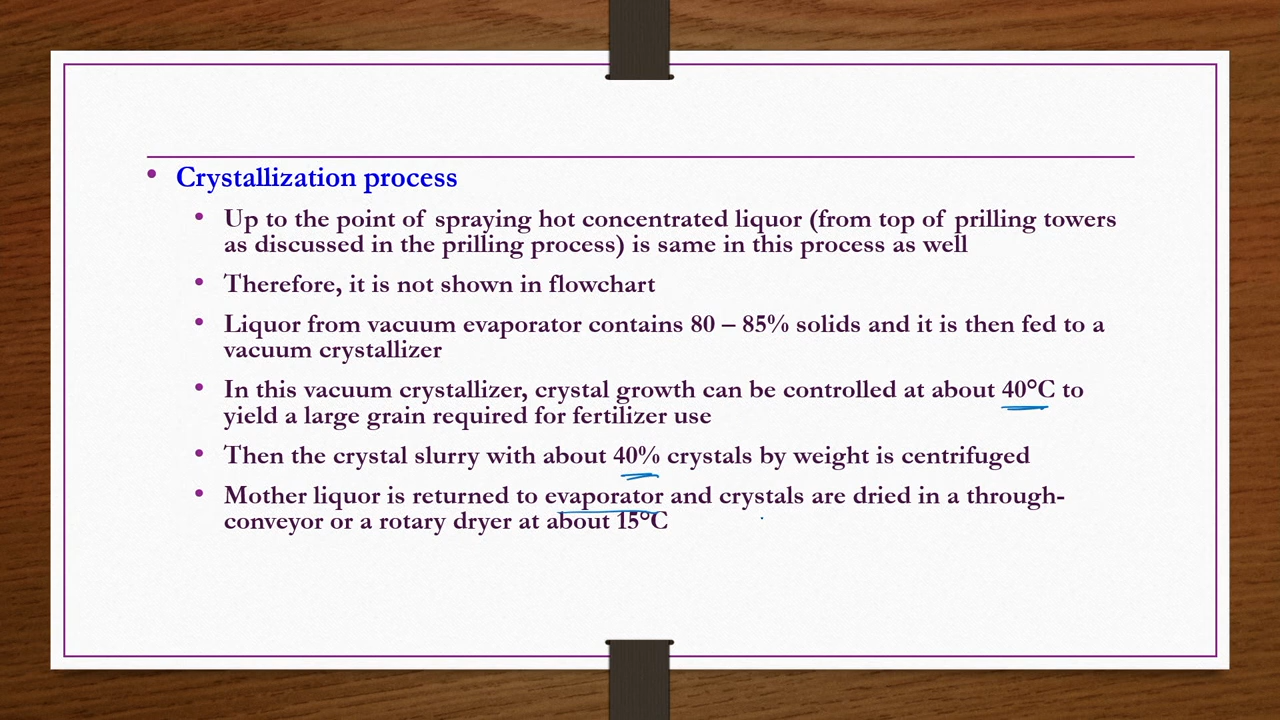 • Crystallization process
• Up to the point of spraying hot concentrated liquor (from top of prilling towers
as discussed in the prilling process) is same in this process as well
• Therefore, it is not shown in flowchart
• Liquor from vacuum evaporator contains 80 – 85% solids and it is then fed to a
vacuum crystallizer
• In this vacuum crystallizer, crystal growth can be controlled at about 40°C to
yield a large grain required for fertilizer use
• Then the crystal slurry with about 40% crystals by weight is centrifuged
• Mother liquor is returned to evaporator and crystals are dried in a through-
conveyor or a rotary dryer at about 15°C